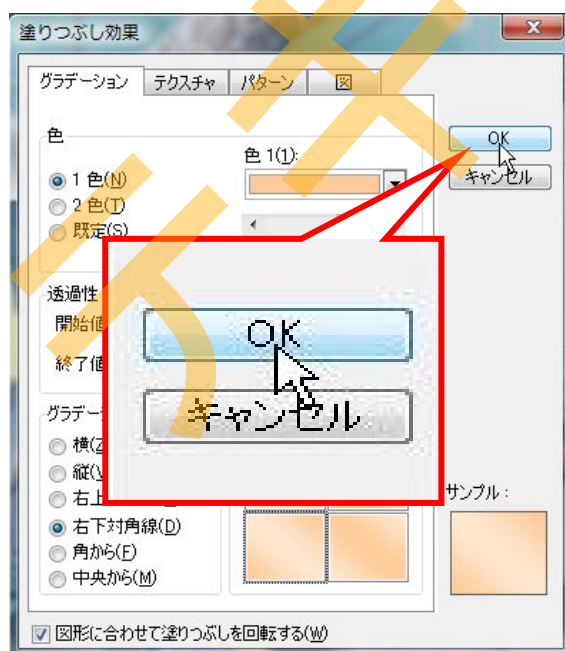 塗りつぶし効果
グラデーション テクスチャ パターン 図
色
色 1(1):
OK
キャンセル
1 色(N)
2 色(T)
既定(S)
透過性
開始値
終了値
OK
キャンセル
グラデー
横(Z
縦(V
右上
右下対角線(D)
角から(F)
中央から(M)
サンプル:
図形に合わせて塗りつぶしを回転する(W)